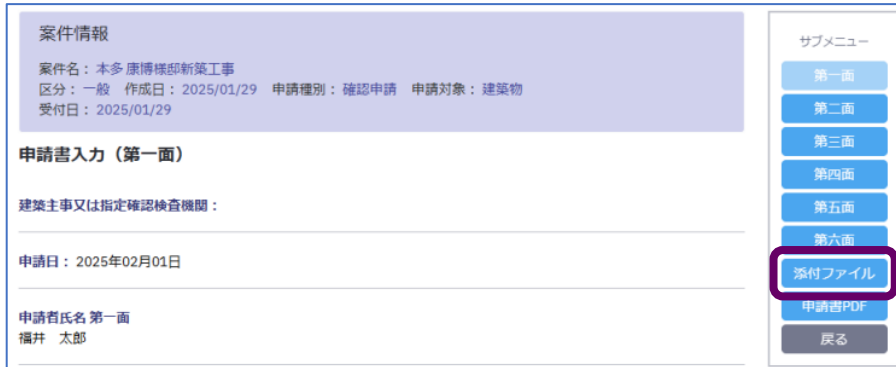 案件情報
案件名： 本多 康博様邸新築工事
区分： 一般　作成日： 2025/01/29　申請種別： 確認申請　申請対象： 建築物
受付日： 2025/01/29
申請書入力（第一面）
建築主事又は指定確認検査機関：
申請日： 2025年02月01日
申請者氏名 第一面
福井　太郎
サブメニュー
第一面
第二面
第三面
第四面
第五面
第六面
添付ファイル
申請書PDF
戻る